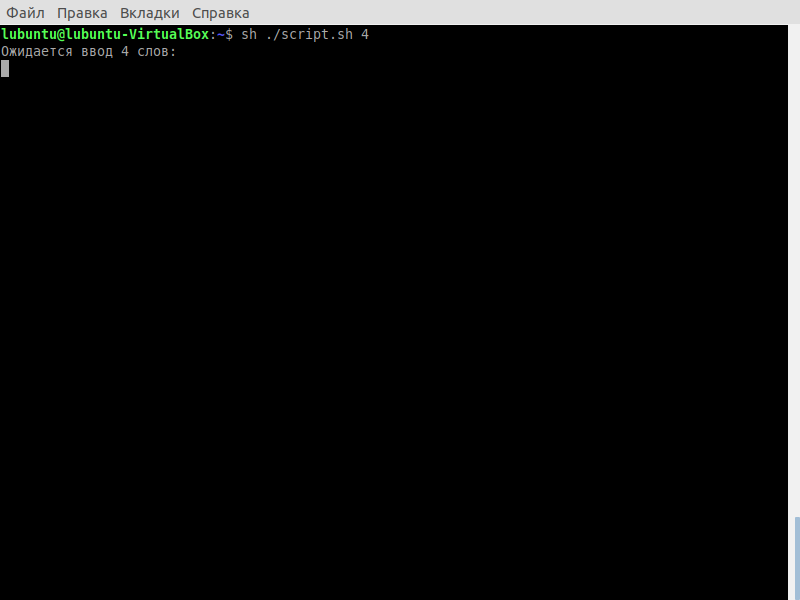 Файл Правка Вкладки Справка
lubuntu@lubuntu-VirtualBox:~$ sh ./script.sh 4
Ожидается ввод 4 слов: